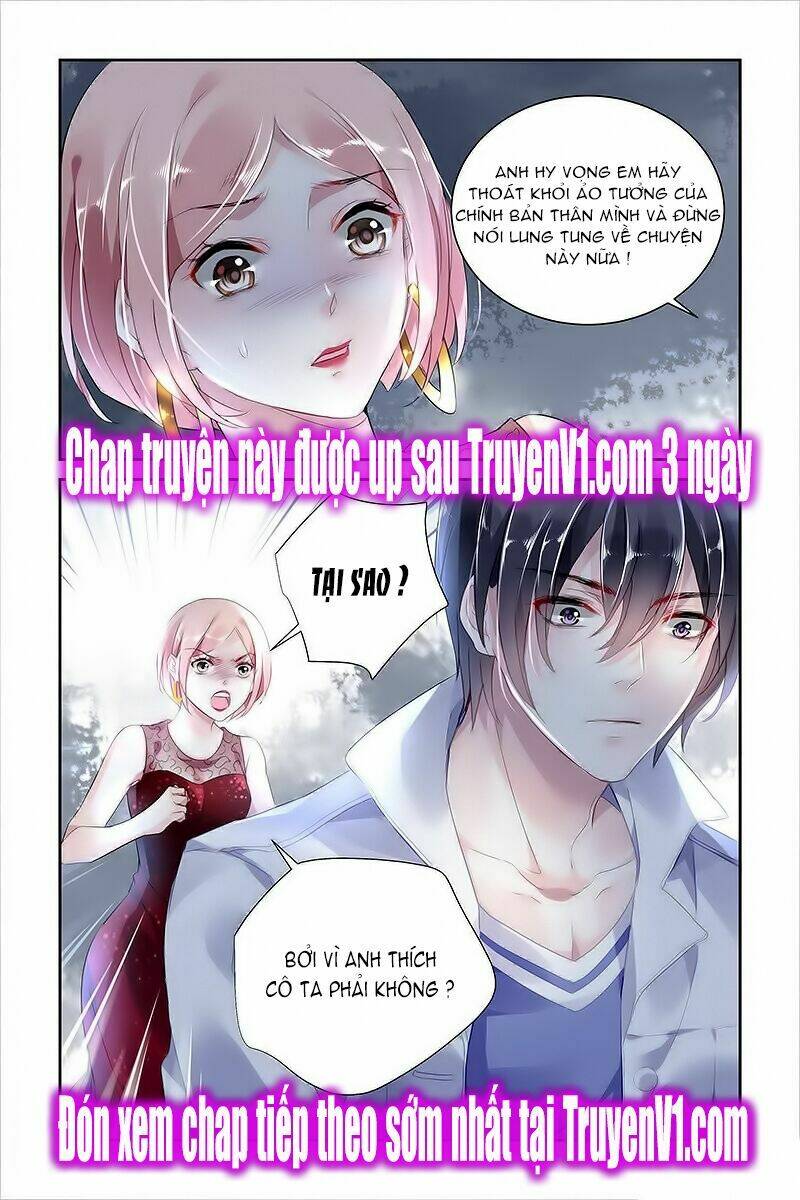 ANH HY VỌNG EM HÃY
THOÁT KHỎI ẢO TƯỞNG CỦA
CHÍNH BẢN THÂN MÌNH VÀ ĐỪNG
NÓI LUNG TUNG VỀ CHUYỆN
NÀY NỮA !
Chap truyện này được up sau TruyenV1.com 3 ngày
TẠI SAO ?
BỞI VÌ ANH THÍCH
CÔ TA PHẢI KHÔNG ?
Đón xem chap tiếp theo sớm nhất tại TruyenV1.com